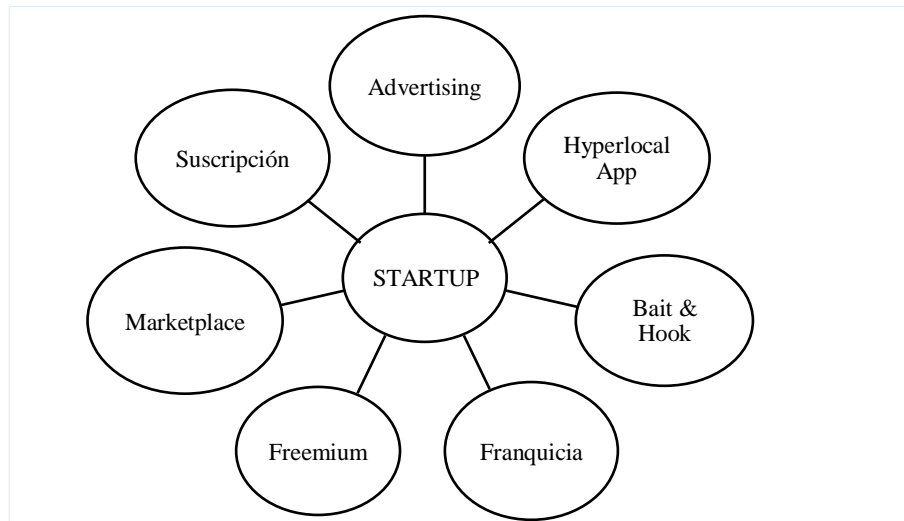 Advertising
Suscripción
Hyperlocal
App
STARTUP
Marketplace
Bait &
Hook
Freemium
Franquicia